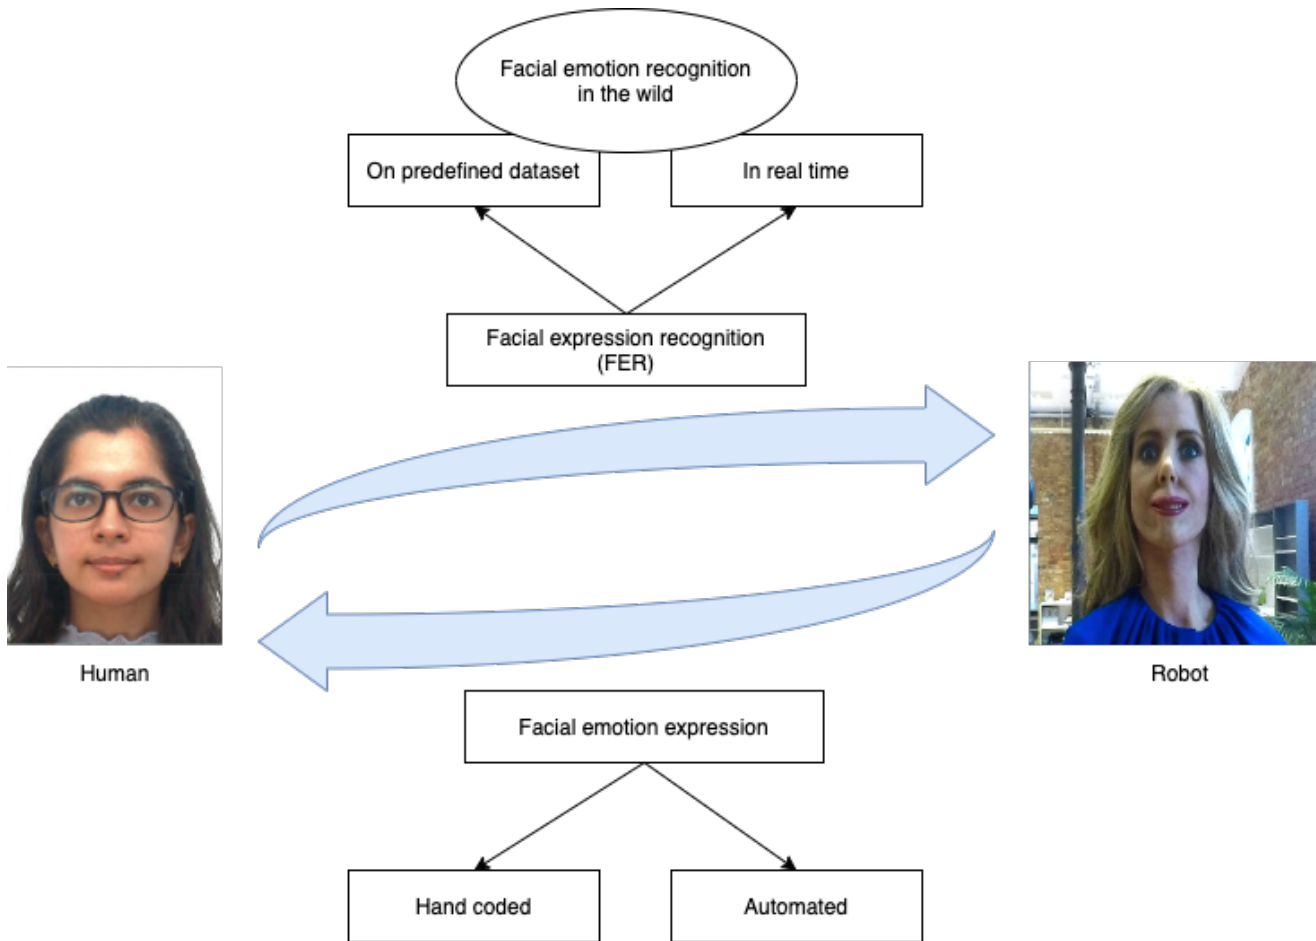 Facial emotion recognition
in the wild
On predefined dataset
In real time
Facial expression recognition
(FER)
Human
Robot
Facial emotion expression
Hand coded
Automated